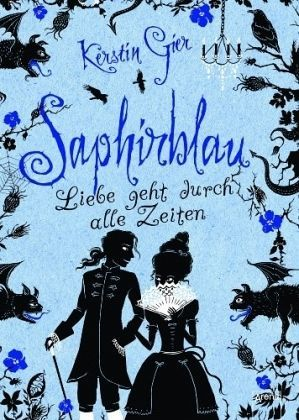 Kerstin Gier
Saphirblau
Liebe geht durch
alle Zeiten
Arena